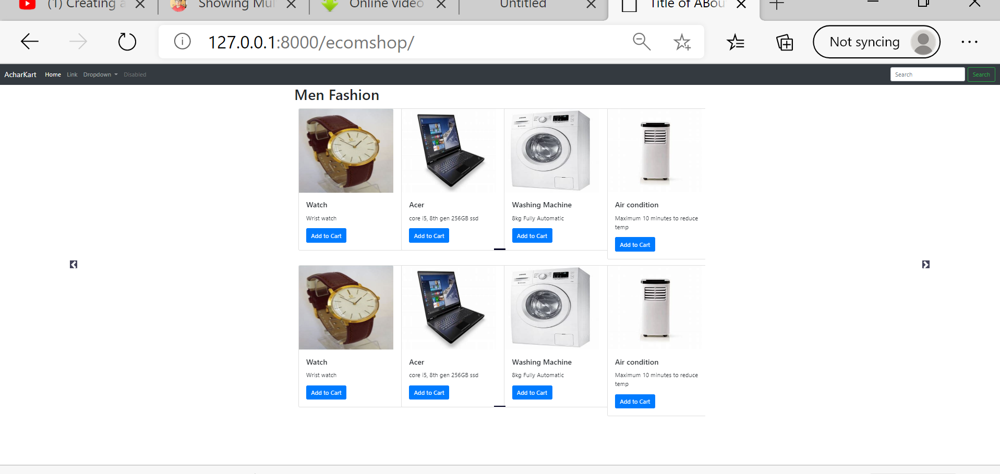 (1) Creating a
Showing Mul
Online video
Untitled
Title of ABou
127.0.0.1:8000/ecomshop/
Not syncing
AcharKart Home Link Dropdown Disabled
Search Search
Men Fashion
Watch
Wrist watch
Add to Cart
Acer
core i5, 8th gen 256GB ssd
Add to Cart
Washing Machine
8kg Fully Automatic
Add to Cart
Air condition
Maximum 10 minutes to reduce
temp
Add to Cart
Watch
Wrist watch
Add to Cart
Acer
core i5, 8th gen 256GB ssd
Add to Cart
Washing Machine
8kg Fully Automatic
Add to Cart
Air condition
Maximum 10 minutes to reduce
temp
Add to Cart